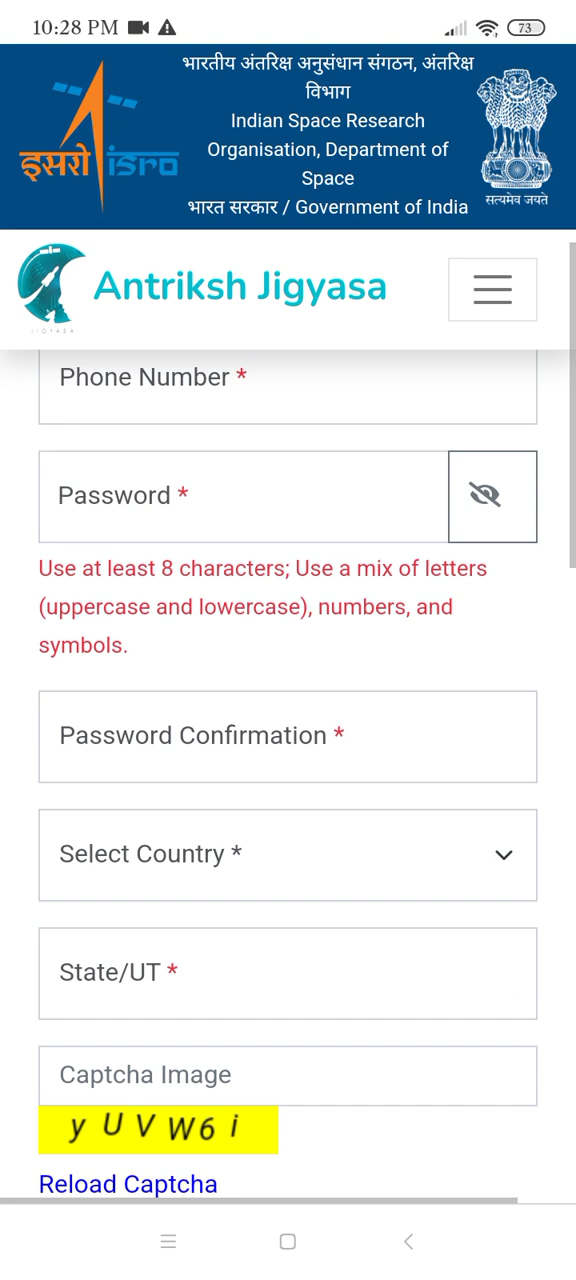 10:28 PM
73
भारतीय अंतरिक्ष अनुसंधान संगठन, अंतरिक्ष
विभाग
Indian Space Research
Organisation, Department of
Space
भारत सरकार / Government of India
इसरो isro
सत्यमेव जयते
Antriksh Jigyasa
JIGYASA
Phone Number *
Password *
Use at least 8 characters; Use a mix of letters
(uppercase and lowercase), numbers, and
symbols.
Password Confirmation *
Select Country *
State/UT *
Captcha Image
y U V W 6 i
Reload Captcha